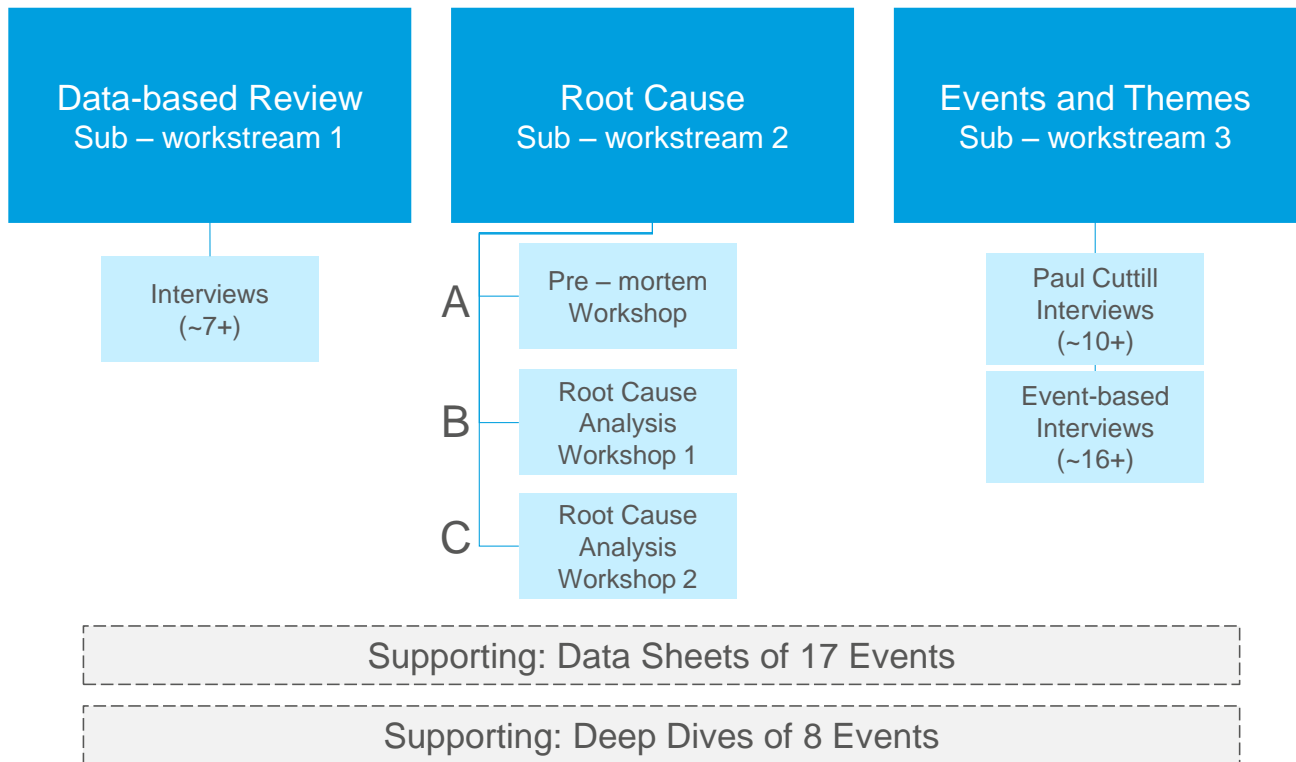 Data-based Review
Sub – workstream 1
Root Cause
Sub – workstream 2
Events and Themes
Sub – workstream 3
Interviews
(~7+)
A
Pre – mortem
Workshop
B
Root Cause
Analysis
Workshop 1
C
Root Cause
Analysis
Workshop 2
Paul Cuttill
Interviews
(~10+)
Event-based
Interviews
(~16+)
Supporting: Data Sheets of 17 Events
Supporting: Deep Dives of 8 Events